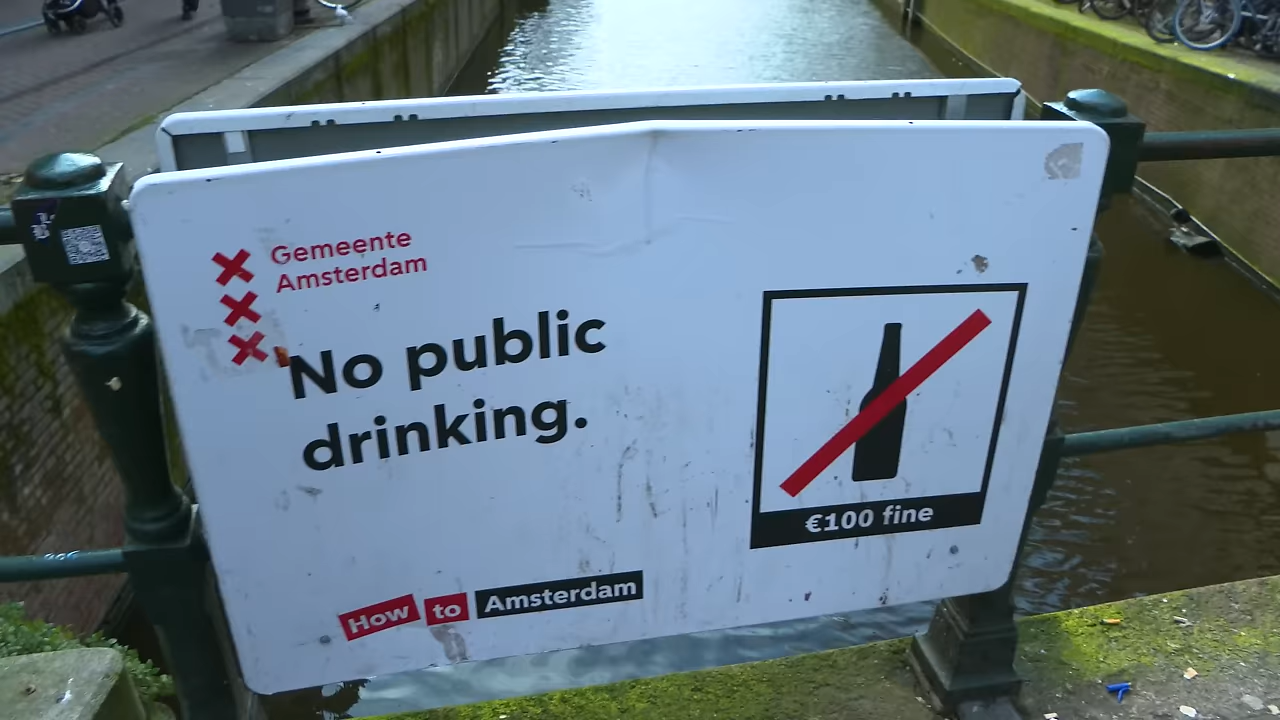 Gemeente
Amsterdam
No public
drinking.
€100 fine
How to Amsterdam